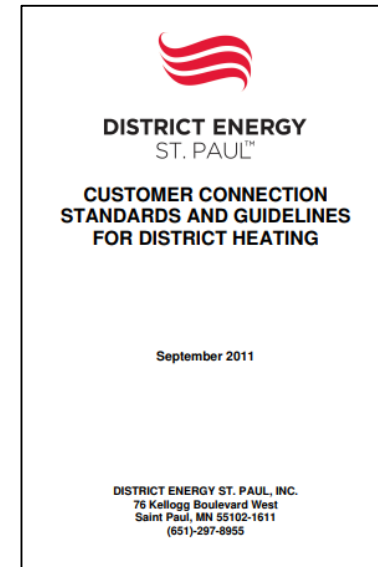 DISTRICT ENERGY
ST. PAUL™
CUSTOMER CONNECTION
STANDARDS AND GUIDELINES
FOR DISTRICT HEATING
September 2011
DISTRICT ENERGY ST. PAUL, INC.
76 Kellogg Boulevard West
Saint Paul, MN 55102-1611
(651)-297-8955